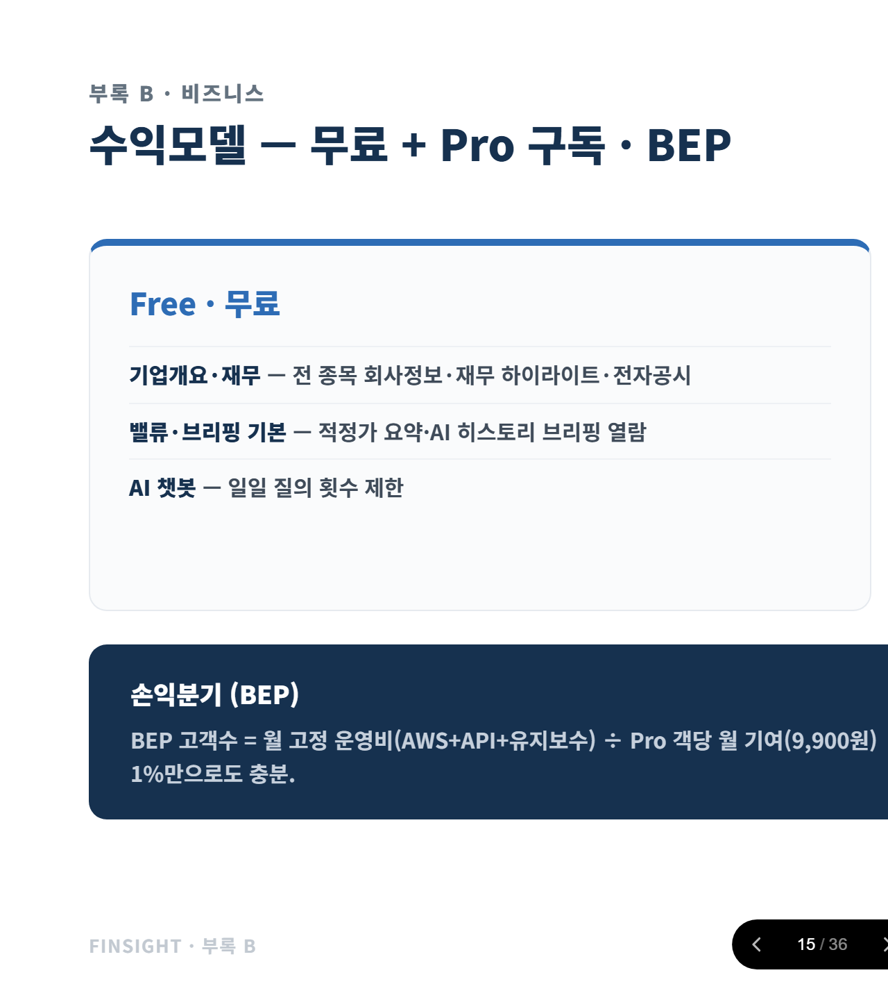 부록 B · 비즈니스
수익모델 — 무료 + Pro 구독 · BEP
Free · 무료
기업개요·재무 — 전 종목 회사정보·재무 하이라이트·전자공시
밸류·브리핑 기본 — 적정가 요약·AI 히스토리 브리핑 열람
AI 챗봇 — 일일 질의 횟수 제한
손익분기 (BEP)
BEP 고객수 = 월 고정 운영비(AWS+API+유지보수) ÷ Pro 객당 월 기여(9,900원)
1%만으로도 충분.
FINSIGHT · 부록 B
15 / 36